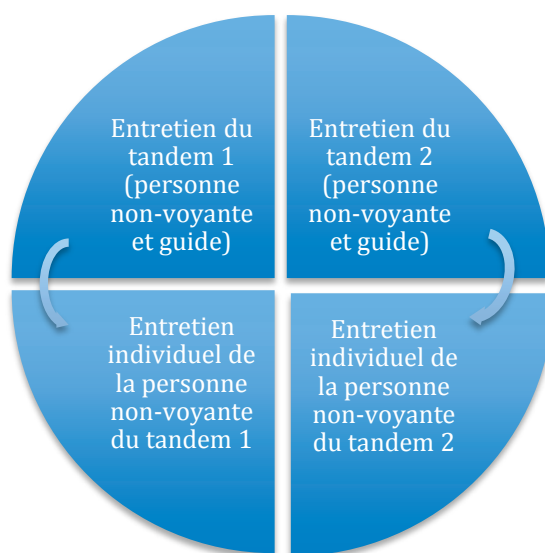 Entretien du
tandem 1
(personne
non-voyante
et guide)
Entretien du
tandem 2
(personne
non-voyante
et guide)
Entretien
individuel de
la personne
non-voyante
du tandem 1
Entretien
individuel de
la personne
non-voyante
du tandem 2